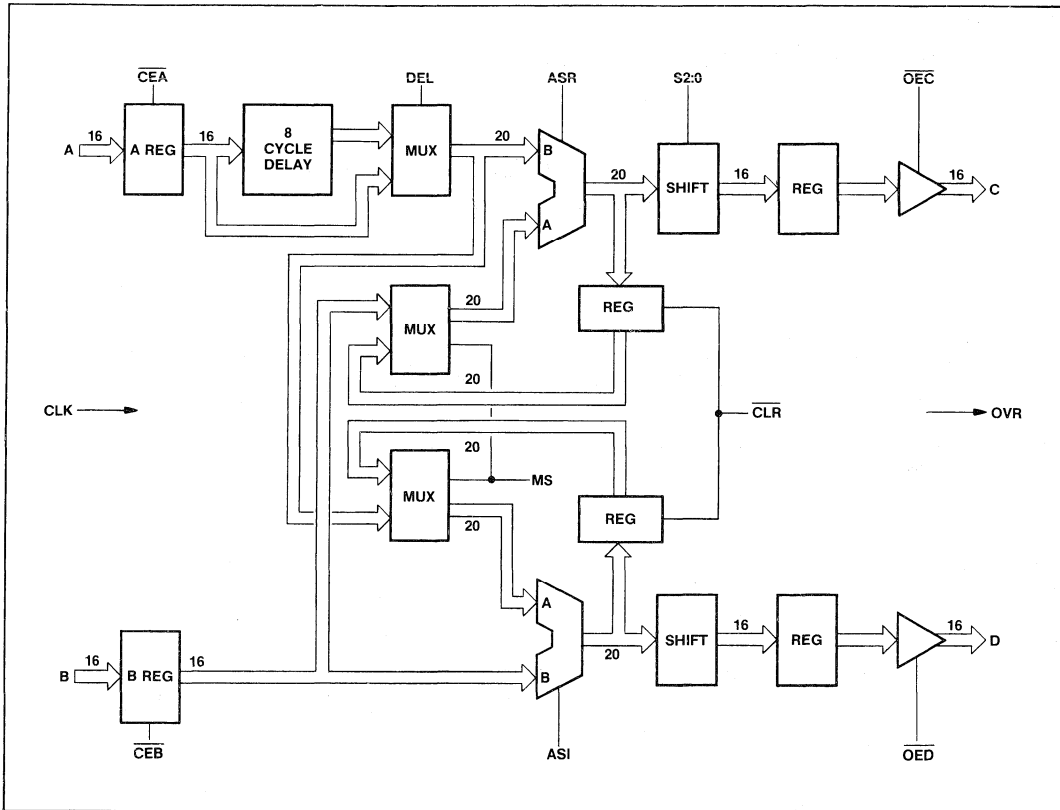 CEA DEL ASR S2:0 OEC
A 16 A REG 16 8 CYCLE DELAY MUX 20 B A 20 SHIFT 16 REG 16 C
MUX 20 20 REG
CLK CLR OVR
20 MUX 20 MS REG
A B 20 SHIFT 16 REG 16 D
B 16 B REG 16
CEB ASI OED